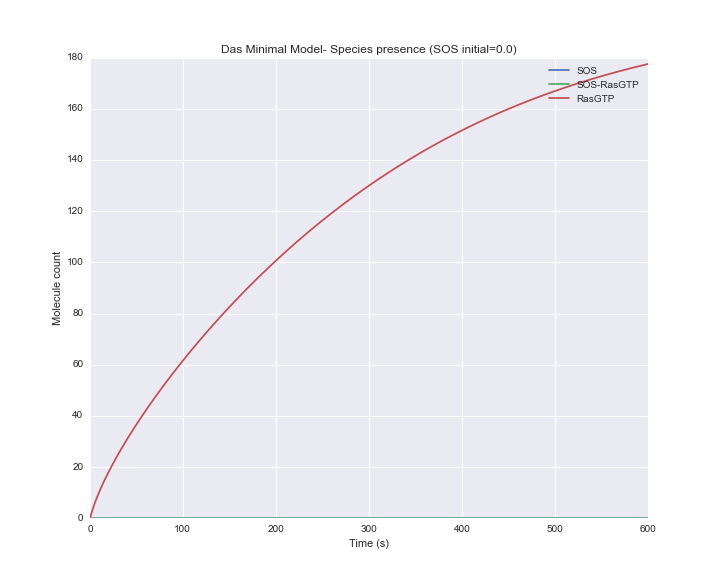 Das Minimal Model- Species presence (SOS initial=0.0)
180
160
140
120
100
80
60
40
20
0
Molecule count
SOS
SOS-RasGTP
RasGTP
0 100 200 300 400 500 600
Time (s)